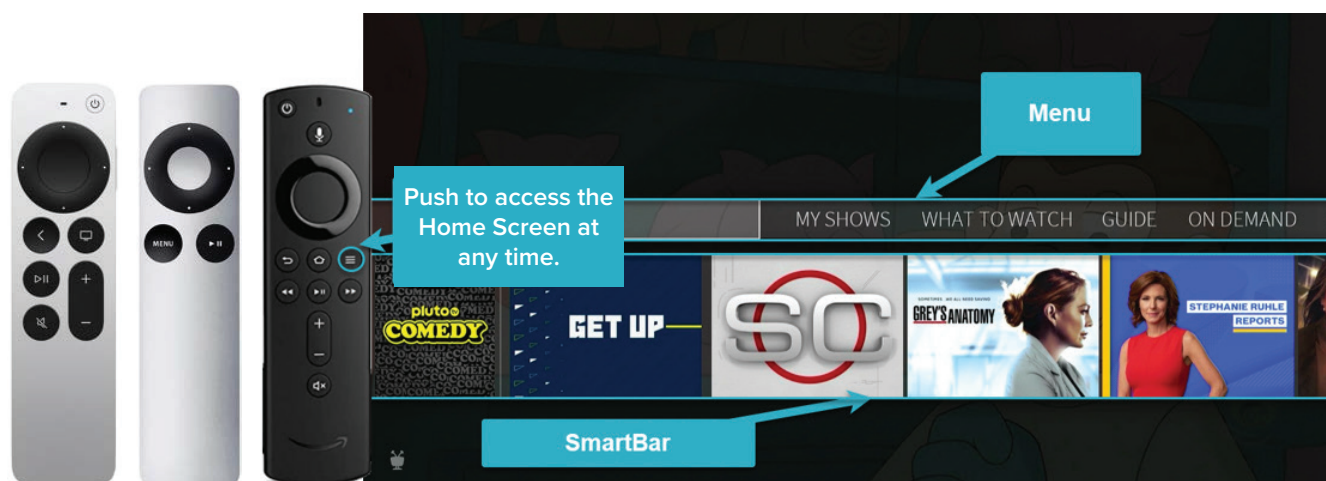 Menu
Push to access the
Home Screen at
any time.
MY SHOWS WHAT TO WATCH GUIDE ON DEMAND
MENU
pluto tv
COMEDY
GET UP
SC
GREY'S ANATOMY
STEPHANIE RUHLE
REPORTS
SmartBar